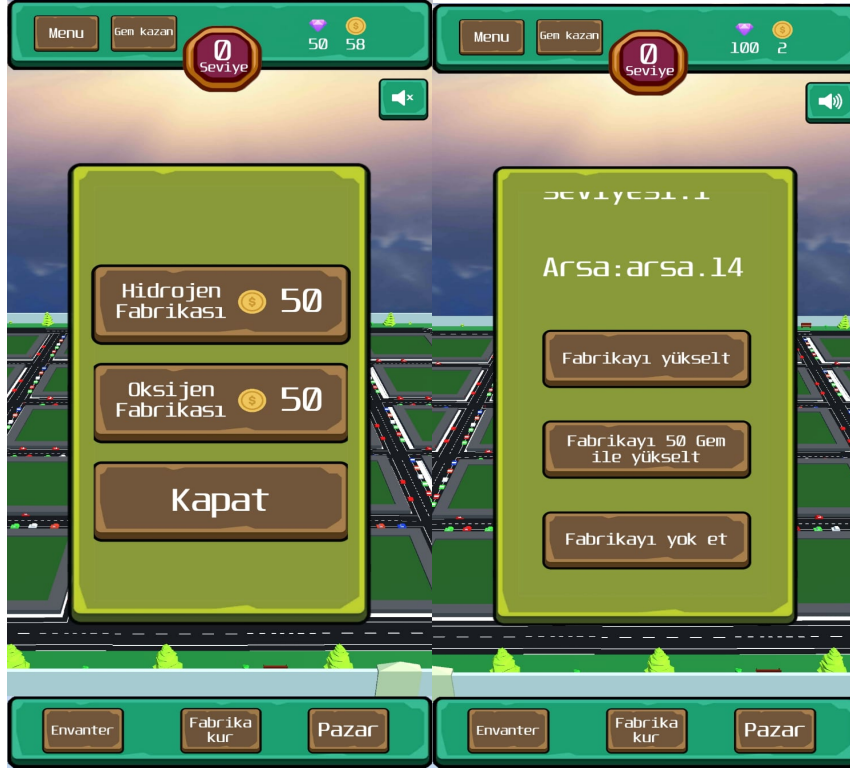 Menu
Gem kazan
0
Seviye
50
58
Hidrojen
Fabrikası
50
Oksijen
Fabrikası
50
Kapat
Envanter
Fabrika
kur
Pazar
Menu
Gem kazan
0
Seviye
100
2
seviyesi:1
Arsa:arsa.14
Fabrikayı yükselt
Fabrikayı 50 Gem
ile yükselt
Fabrikayı yok et
Envanter
Fabrika
kur
Pazar